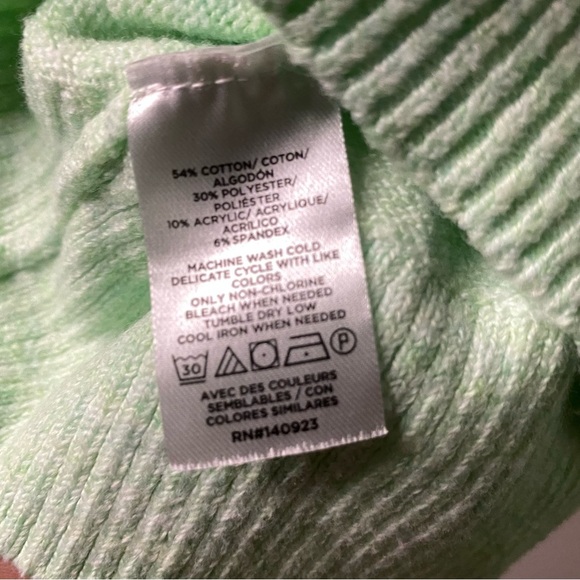 54% COTTON/ COTON/
ALGODÓN
30% POLYESTER/
POLIÉSTER
10% ACRYLIC/ ACRYLIQUE/
ACRÍLICO
6% SPANDEX
MACHINE WASH COLD
DELICATE CYCLE WITH LIKE
COLORS
ONLY NON-CHLORINE
BLEACH WHEN NEEDED
TUMBLE DRY LOW
COOL IRON WHEN NEEDED
30 P
AVEC DES COULEURS
SEMBLABLES / CON
COLORES SIMILARES
RN#140923